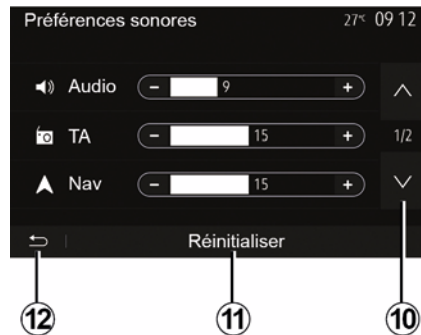 Préférences sonores 27°C 09 12
Audio - 9 +
TA - 15 + 1/2
Nav - 15 +
Réinitialiser
12 11 10